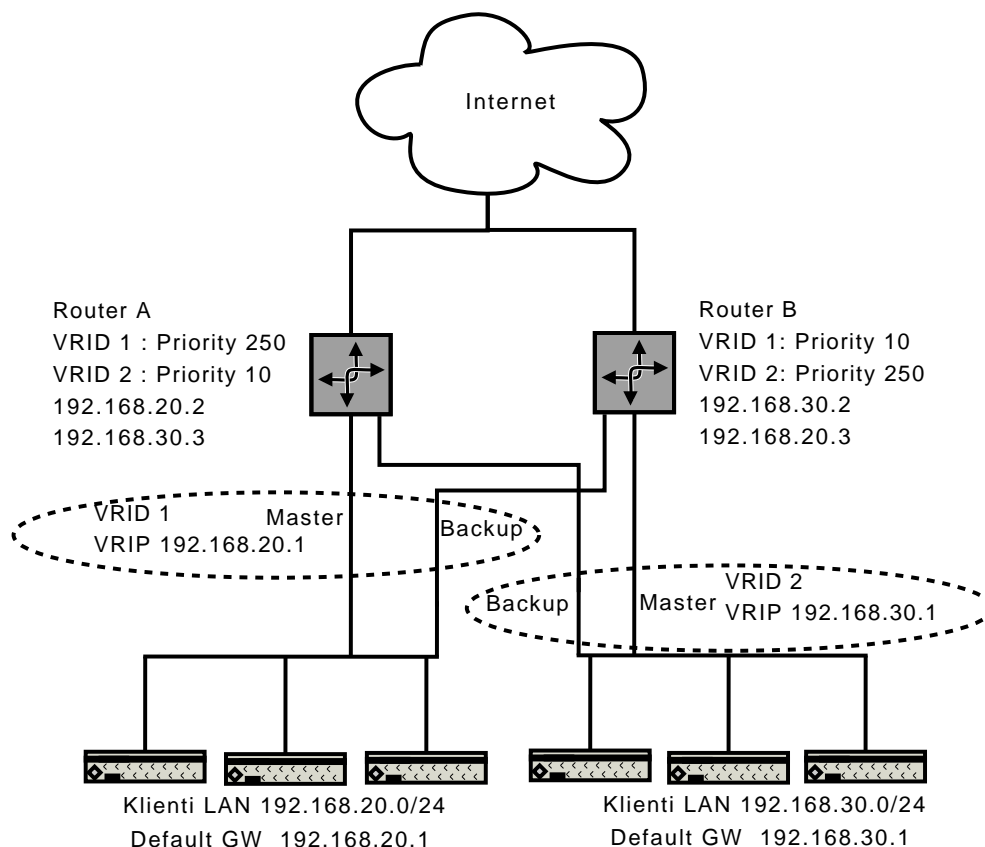 Internet
Router A
VRID 1 : Priority 250
VRID 2 : Priority 10
192.168.20.2
192.168.30.3
Router B
VRID 1: Priority 10
VRID 2: Priority 250
192.168.30.2
192.168.20.3
VRID 1
VRIP 192.168.20.1
Master
Backup
Backup
Master
VRID 2
VRIP 192.168.30.1
Klienti LAN 192.168.20.0/24
Default GW 192.168.20.1
Klienti LAN 192.168.30.0/24
Default GW 192.168.30.1